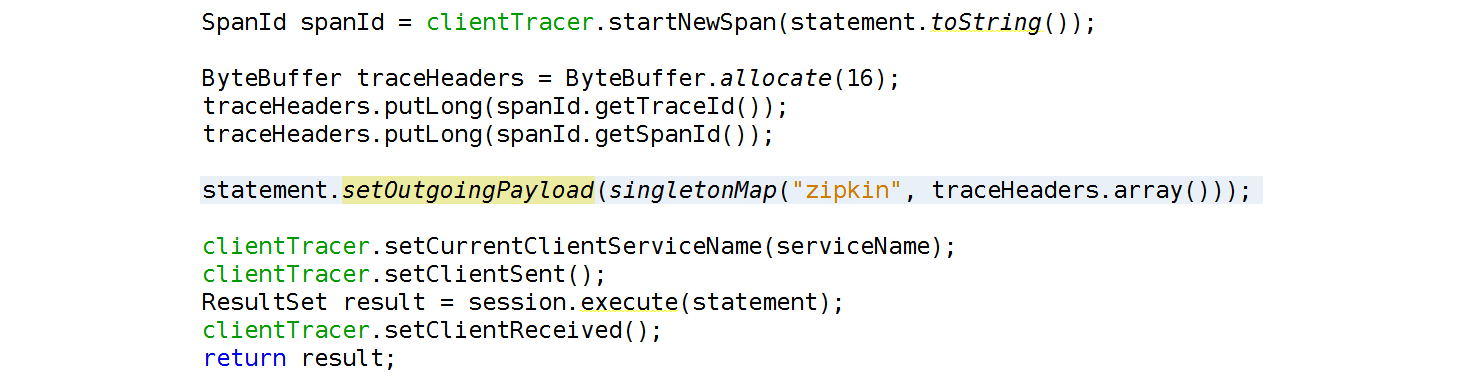 SpanId spanId = clientTracer.startNewSpan(statement.toString());
ByteBuffer traceHeaders = ByteBuffer.allocate(16);
traceHeaders.putLong(spanId.getTraceId());
traceHeaders.putLong(spanId.getSpanId());
statement.setOutgoingPayload(singletonMap("zipkin", traceHeaders.array()));
clientTracer.setCurrentClientServiceName(serviceName);
clientTracer.setClientSent();
ResultSet result = session.execute(statement);
clientTracer.setClientReceived();
return result;